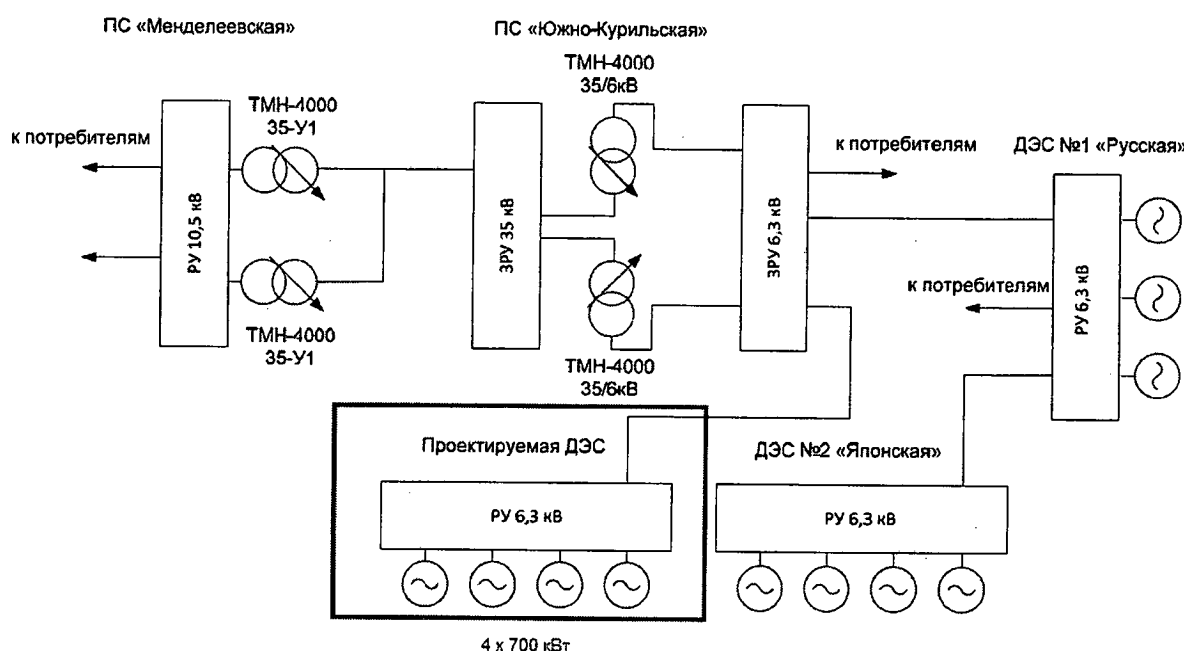 ПС «Менделеевская»
ПС «Южно-Курильская»
ТМН-4000
35/6кВ
ТМН-4000
35-У1
к потребителям
РУ 10,5 кВ
ТМН-4000
35-У1
ЗРУ 35 кВ
ТМН-4000
35/6кВ
ЗРУ 6,3 кВ
к потребителям
ДЭС №1 «Русская»
к потребителям
РУ 6,3 кВ
Проектируемая ДЭС
РУ 6,3 кВ
4 х 700 кВт
ДЭС №2 «Японская»
РУ 6,3 кВ